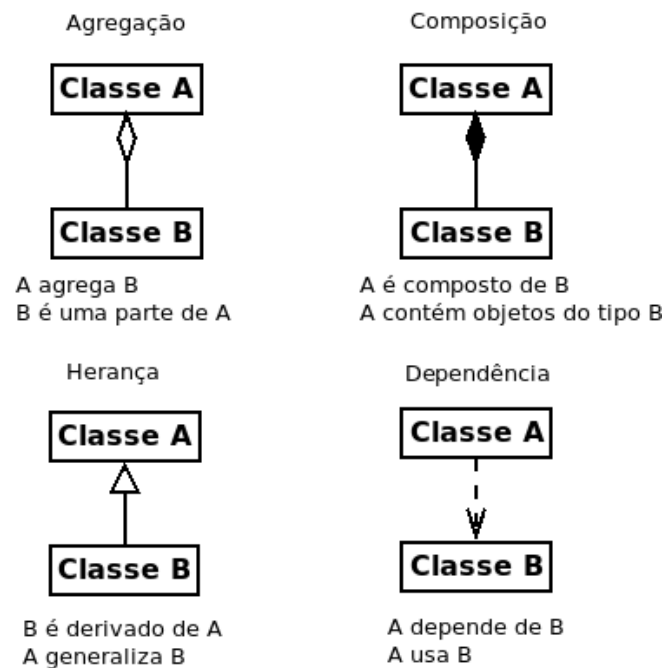 Agregação
Classe A
Classe B
A agrega B
B é uma parte de A
Composição
Classe A
Classe B
A é composto de B
A contém objetos do tipo B
Herança
Classe A
Classe B
B é derivado de A
A generaliza B
Dependência
Classe A
Classe B
A depende de B
A usa B